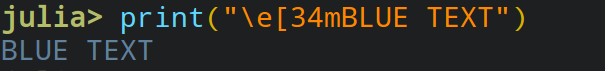 julia> print("\e[34mBLUE TEXT")
BLUE TEXT